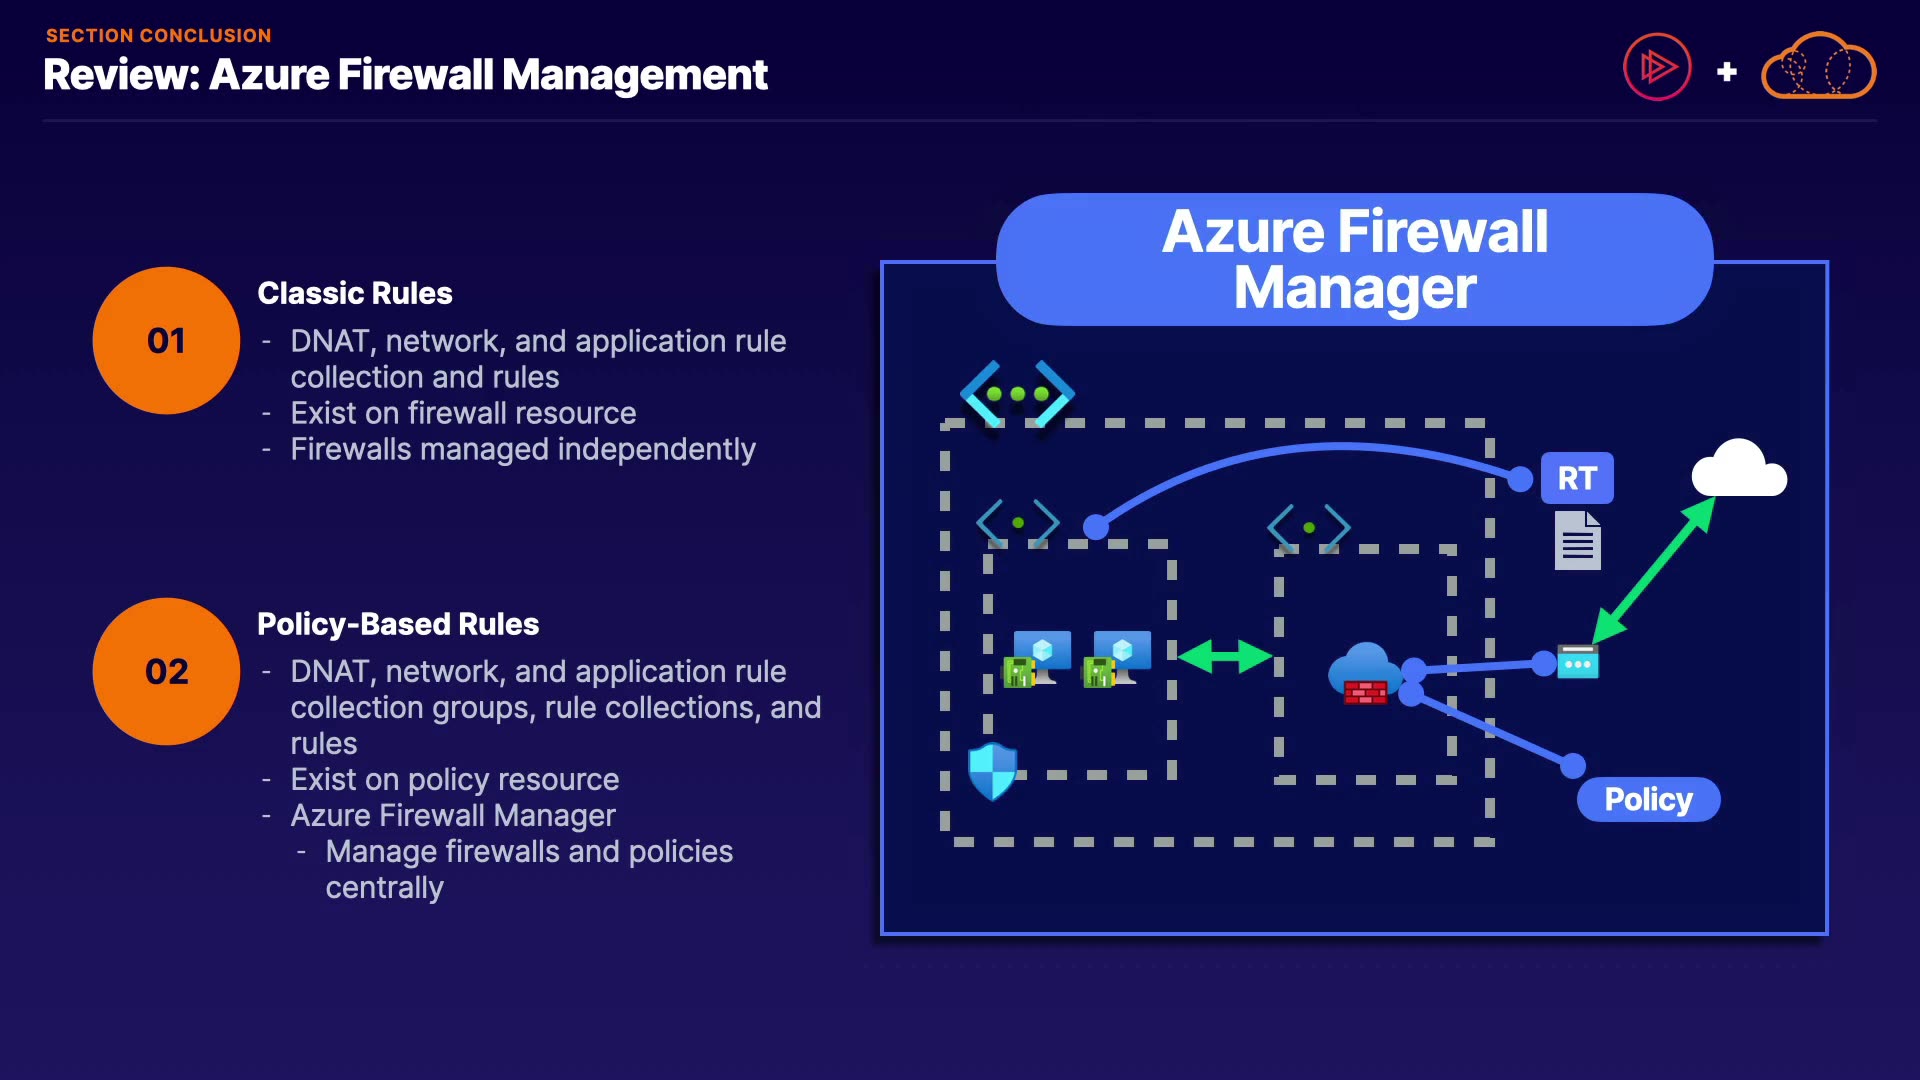 SECTION CONCLUSION
Review: Azure Firewall Management
+
01
Classic Rules
- DNAT, network, and application rule
collection and rules
- Exist on firewall resource
- Firewalls managed independently
02
Policy-Based Rules
- DNAT, network, and application rule
collection groups, rule collections, and
rules
- Exist on policy resource
- Azure Firewall Manager
- Manage firewalls and policies
centrally
Azure Firewall
Manager
RT
Policy